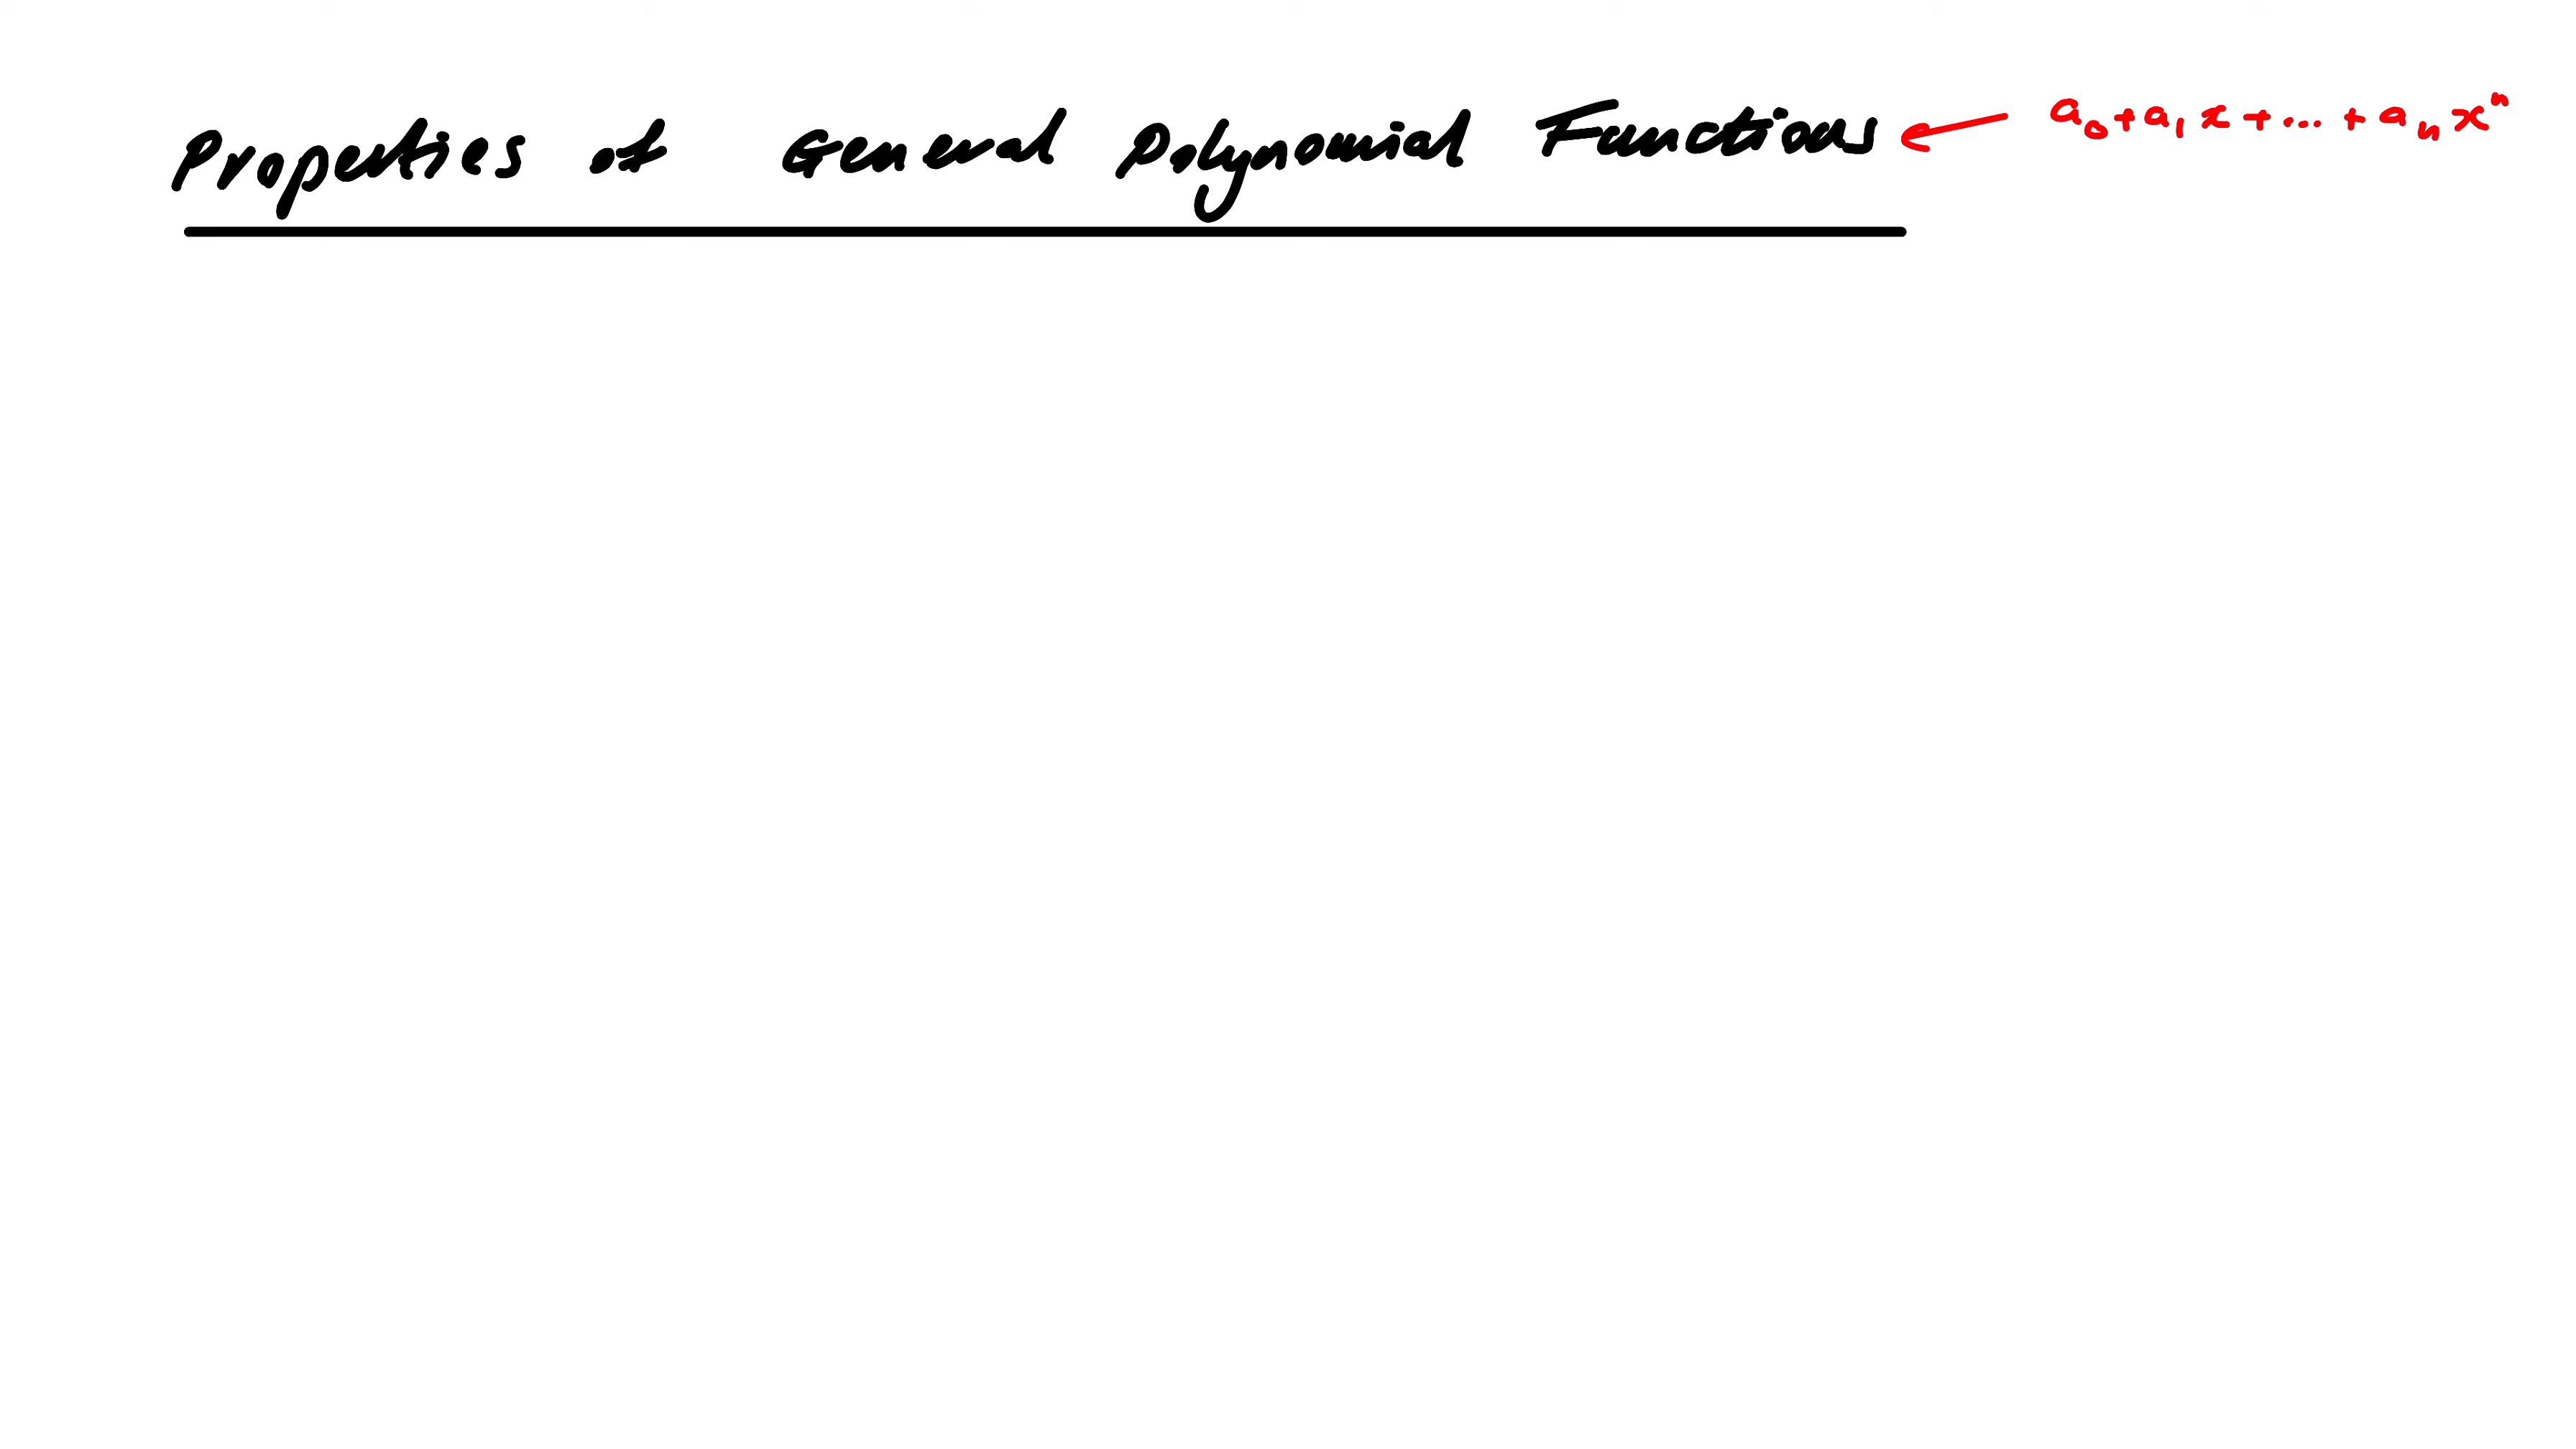 Properties of General Polynomial Functions ← a₀ + a₁x + ... + aₙxⁿ